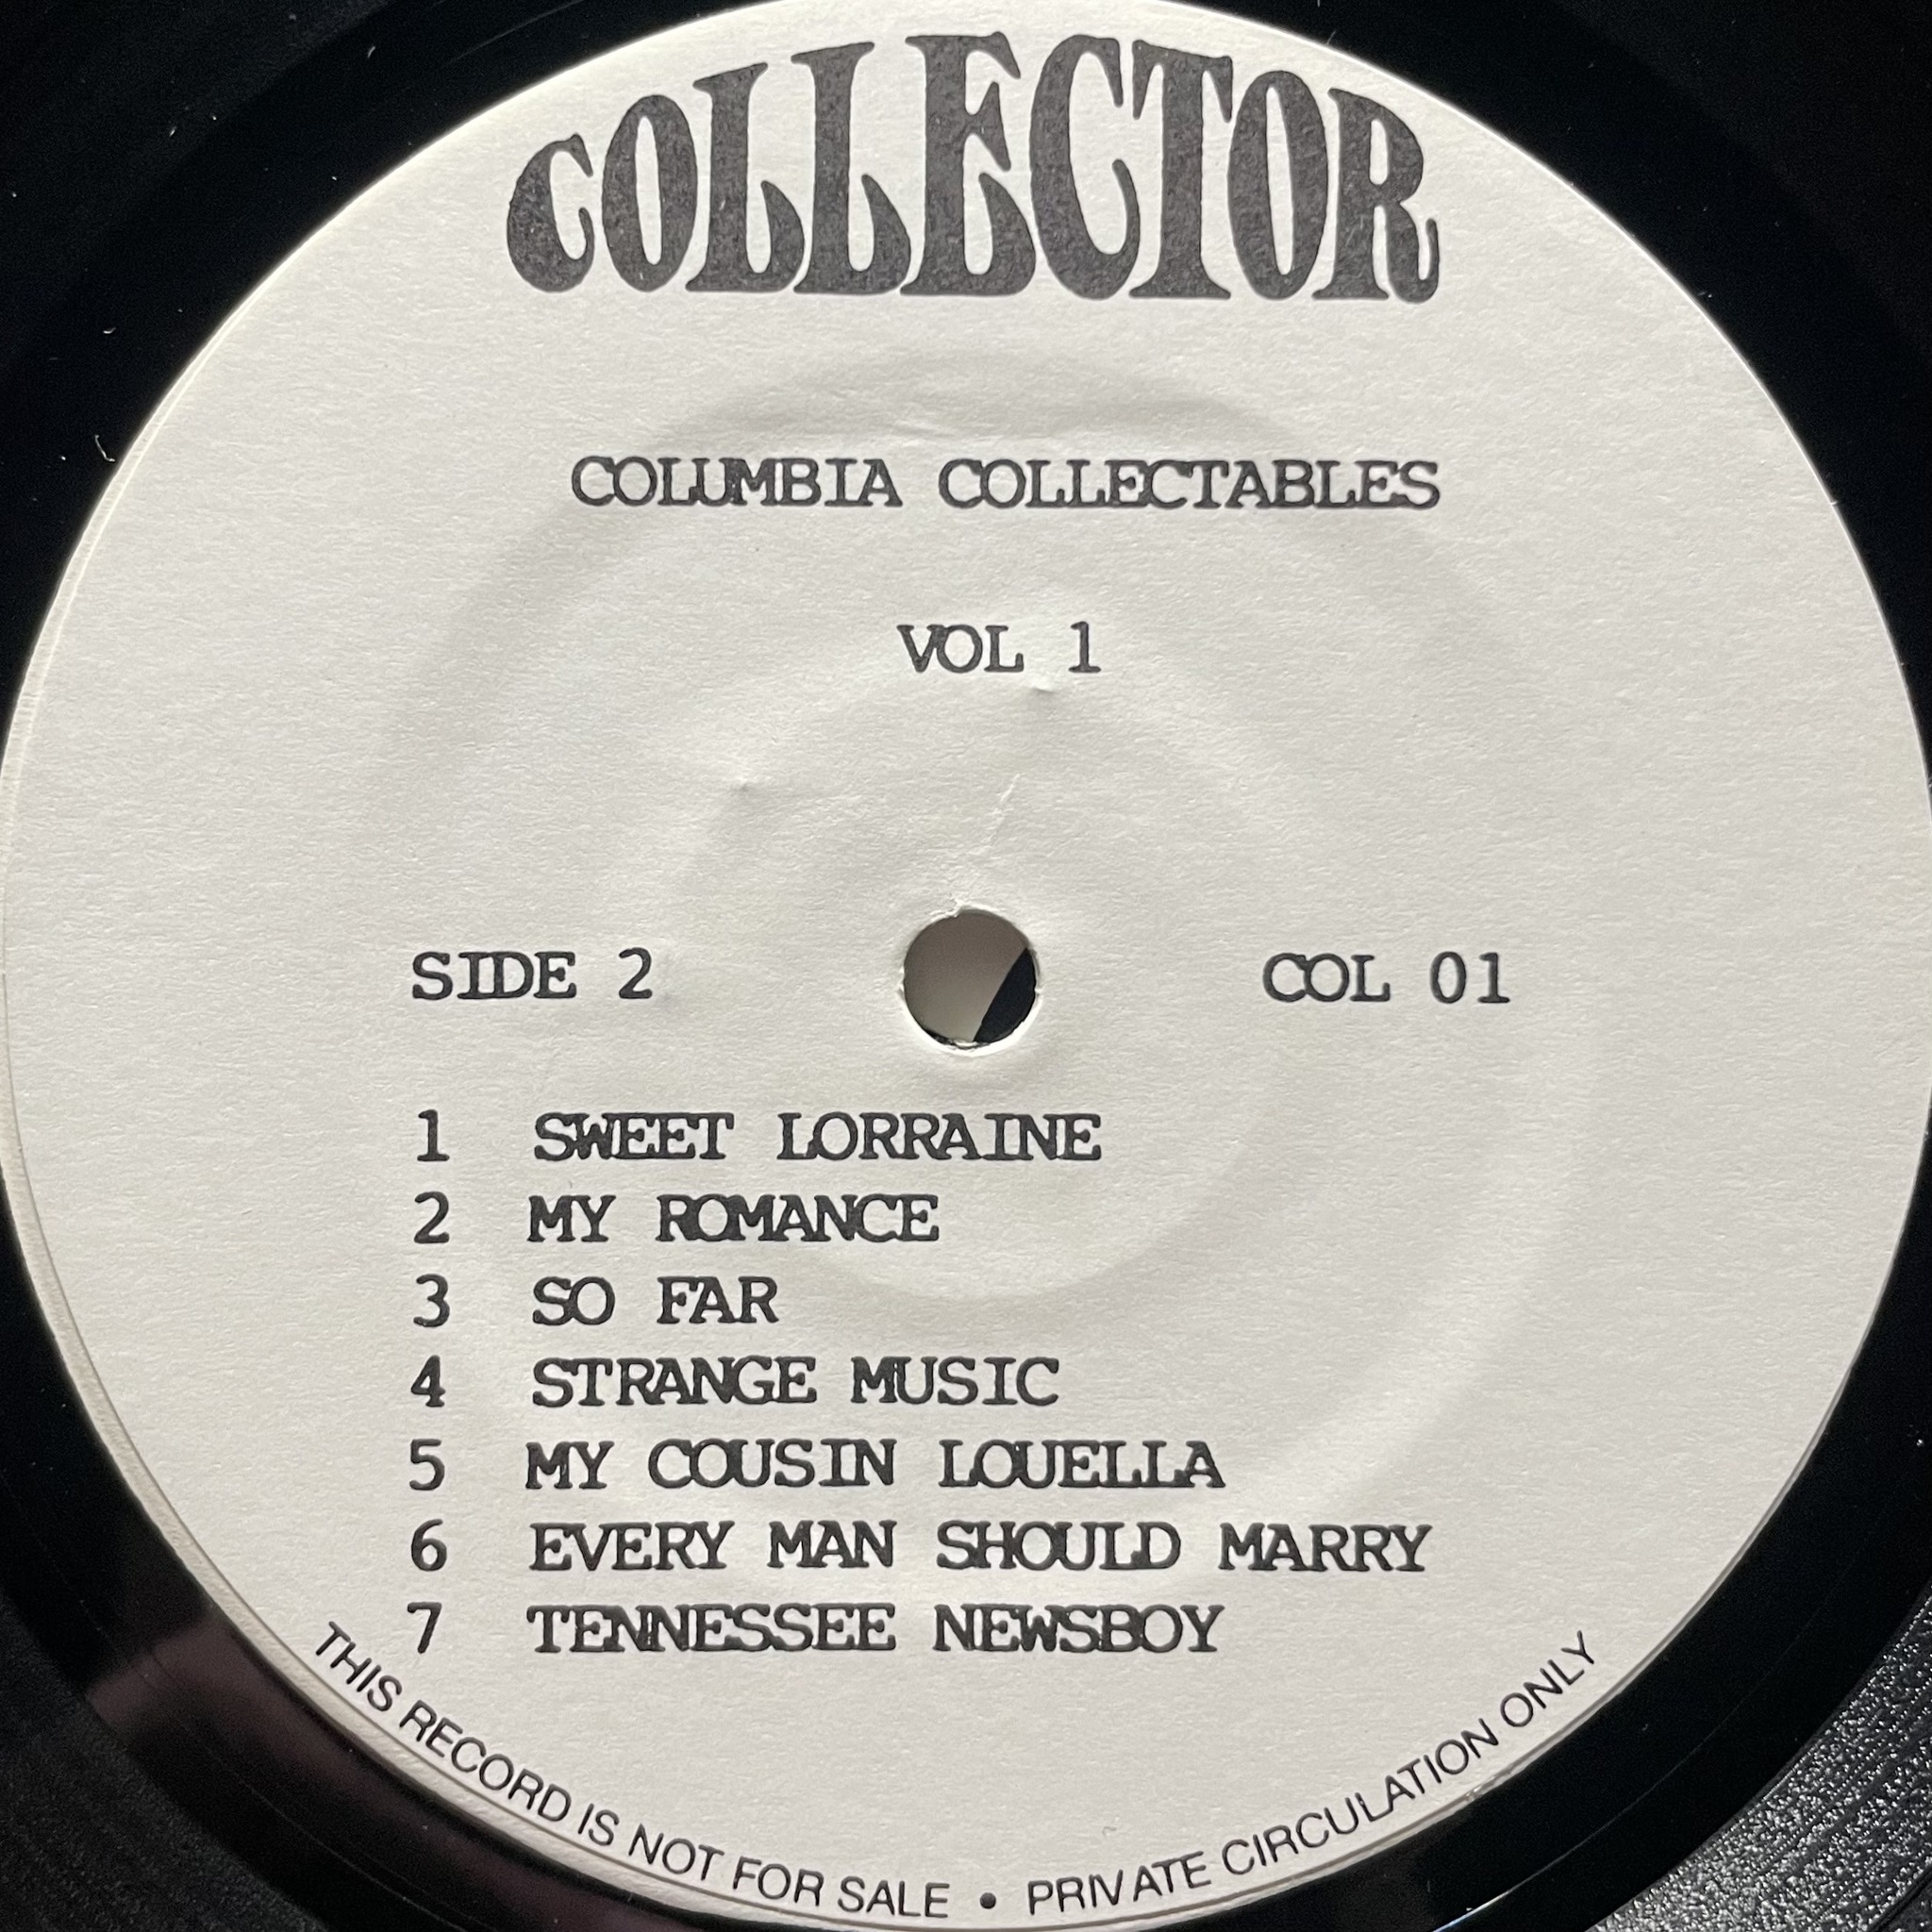 COLLECTOR
COLUMBIA COLLECTABLES
VOL 1
SIDE 2
COL 01
1 SWEET LORRAINE
2 MY ROMANCE
3 SO FAR
4 STRANGE MUSIC
5 MY COUSIN LOUELLA
6 EVERY MAN SHOULD MARRY
7 TENNESSEE NEWSBOY
THIS RECORD IS NOT FOR SALE • PRIVATE CIRCULATION ONLY